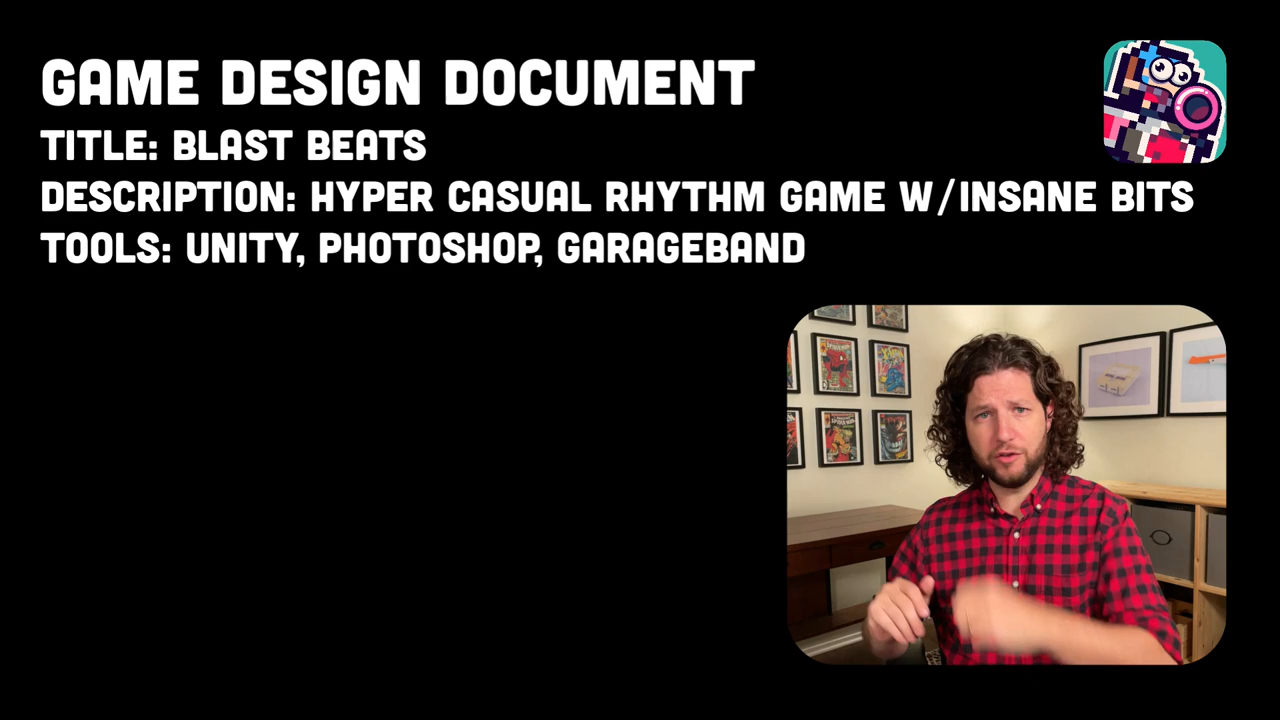 GAME DESIGN DOCUMENT
TITLE: BLAST BEATS
DESCRIPTION: HYPER CASUAL RHYTHM GAME W/INSANE BITS
TOOLS: UNITY, PHOTOSHOP, GARAGEBAND